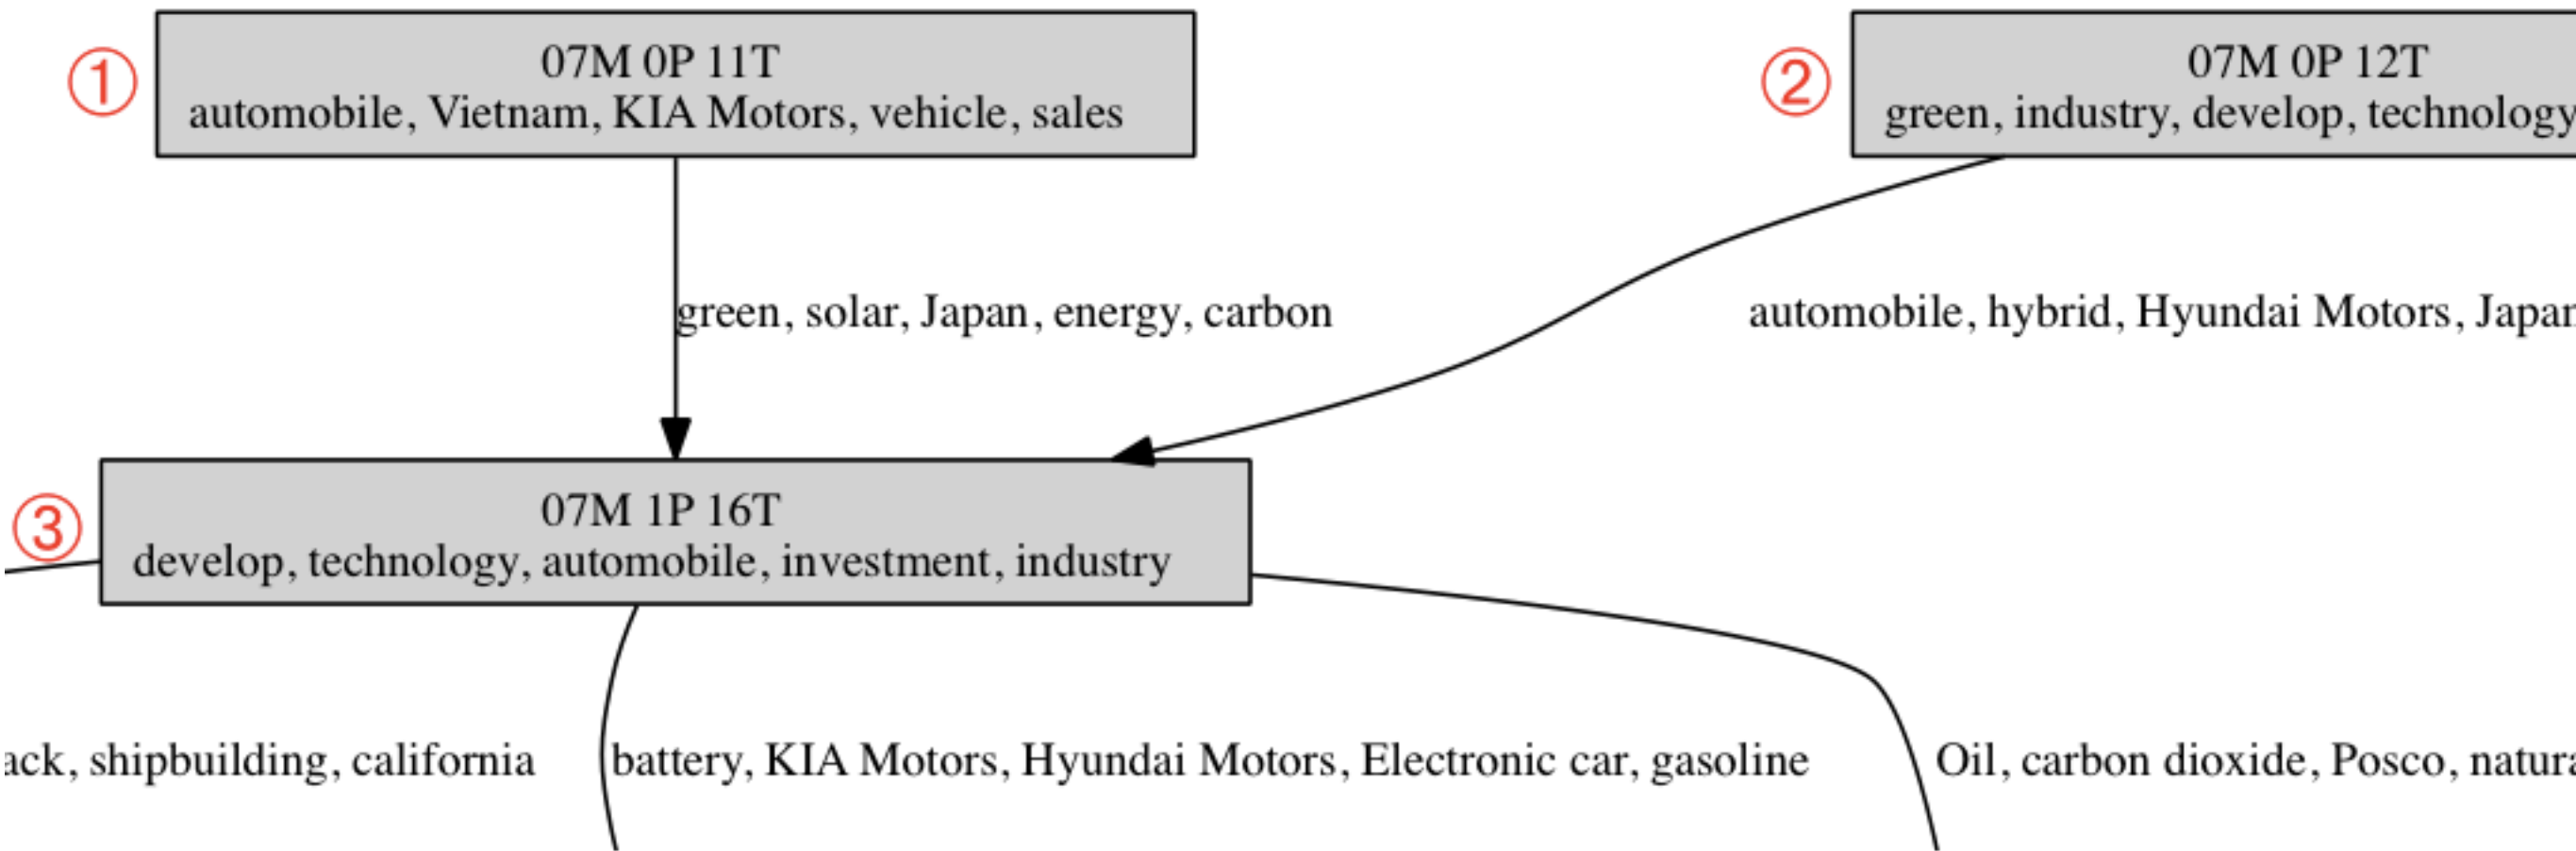 ①
07M 0P 11T
automobile, Vietnam, KIA Motors, vehicle, sales
②
07M 0P 12T
green, industry, develop, technology
green, solar, Japan, energy, carbon
automobile, hybrid, Hyundai Motors, Japan
③
07M 1P 16T
develop, technology, automobile, investment, industry
ack, shipbuilding, california
battery, KIA Motors, Hyundai Motors, Electronic car, gasoline
Oil, carbon dioxide, Posco, natura